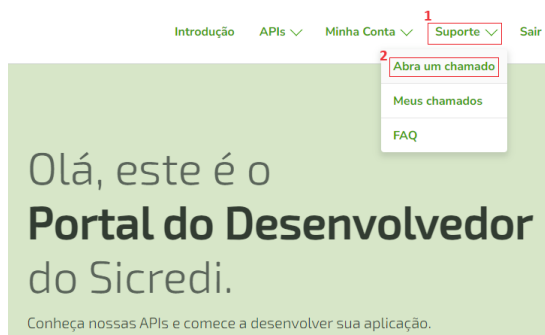 1
Introdução APIs Minha Conta Suporte Sair
2
Abra um chamado
Meus chamados
FAQ
Olá, este é o
Portal do Desenvolvedor
do Sicredi.
Conheça nossas APIs e comece a desenvolver sua aplicação.